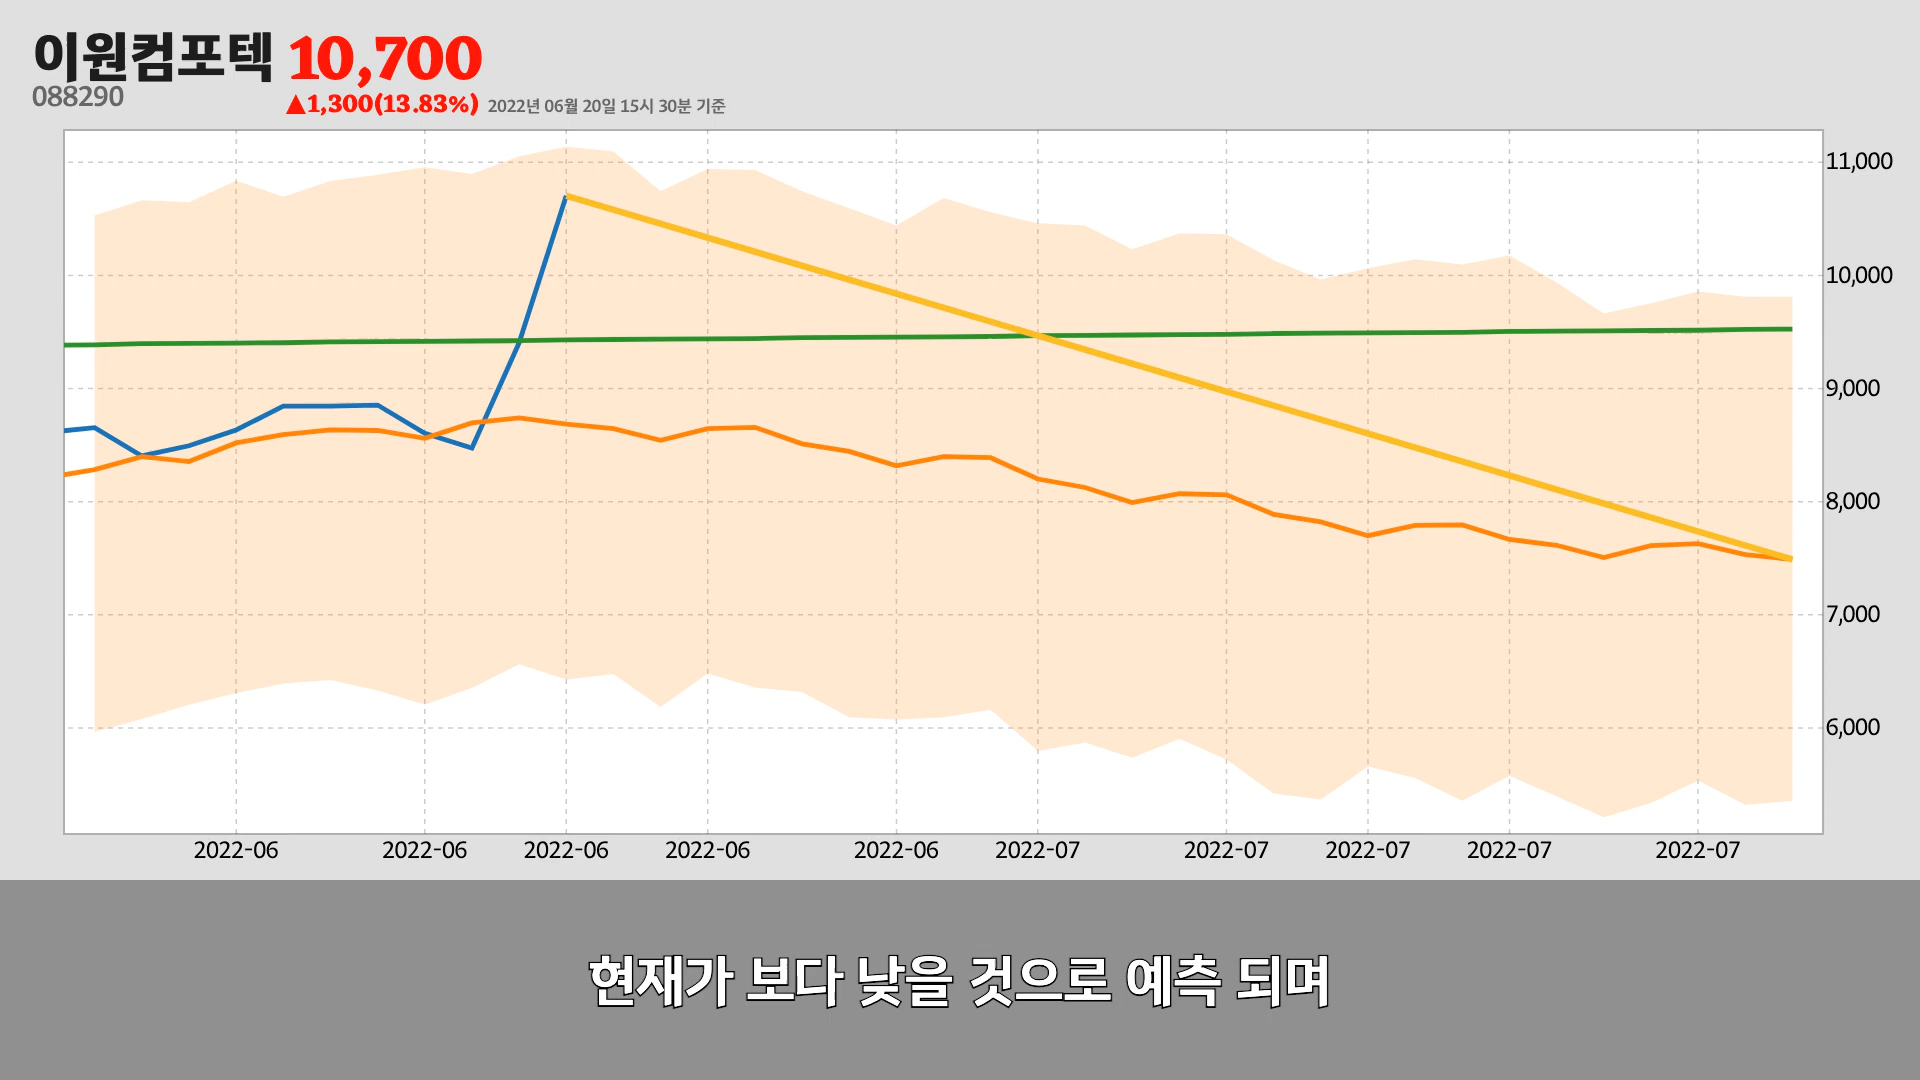 이원컴포텍 10,700
088290
▲1,300(13.83%) 2022년 06월 20일 15시 30분 기준
11,000
10,000
9,000
8,000
7,000
6,000
2022-06 2022-06 2022-06 2022-06 2022-06 2022-07 2022-07 2022-07 2022-07 2022-07
현재가 보다 낮을 것으로 예측 되며